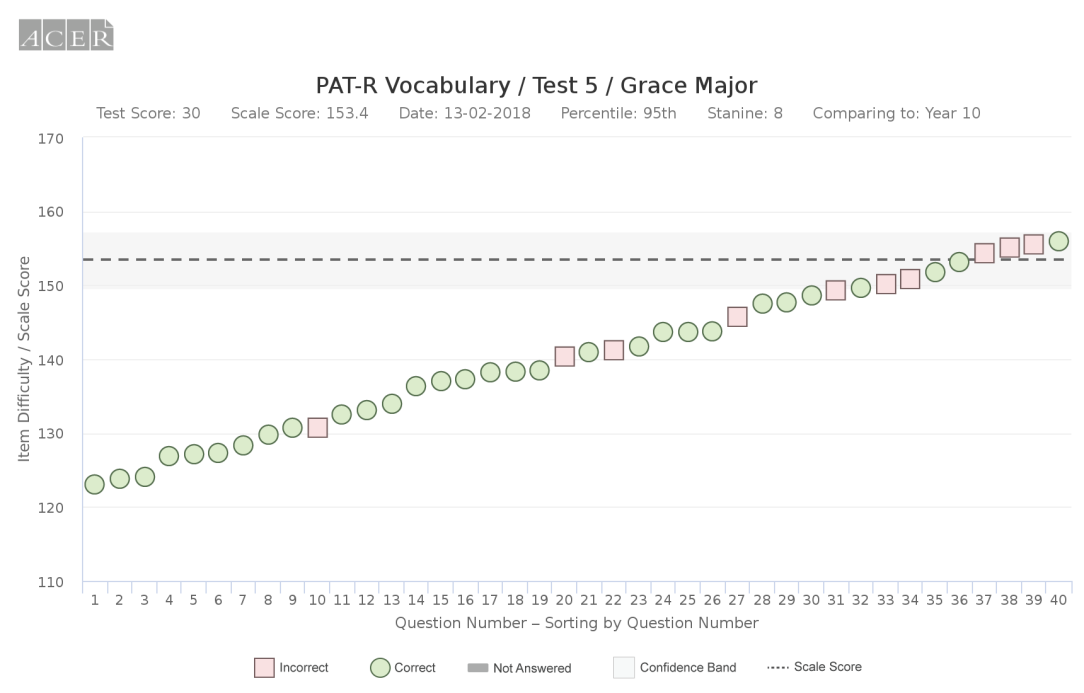 ACER
PAT-R Vocabulary / Test 5 / Grace Major
Test Score: 30 Scale Score: 153.4 Date: 13-02-2018 Percentile: 95th Stanine: 8 Comparing to: Year 10
Item Difficulty / Scale Score
170
160
150
140
130
120
110
1 2 3 4 5 6 7 8 9 10 11 12 13 14 15 16 17 18 19 20 21 22 23 24 25 26 27 28 29 30 31 32 33 34 35 36 37 38 39 40
Question Number – Sorting by Question Number
Incorrect Correct Not Answered Confidence Band Scale Score